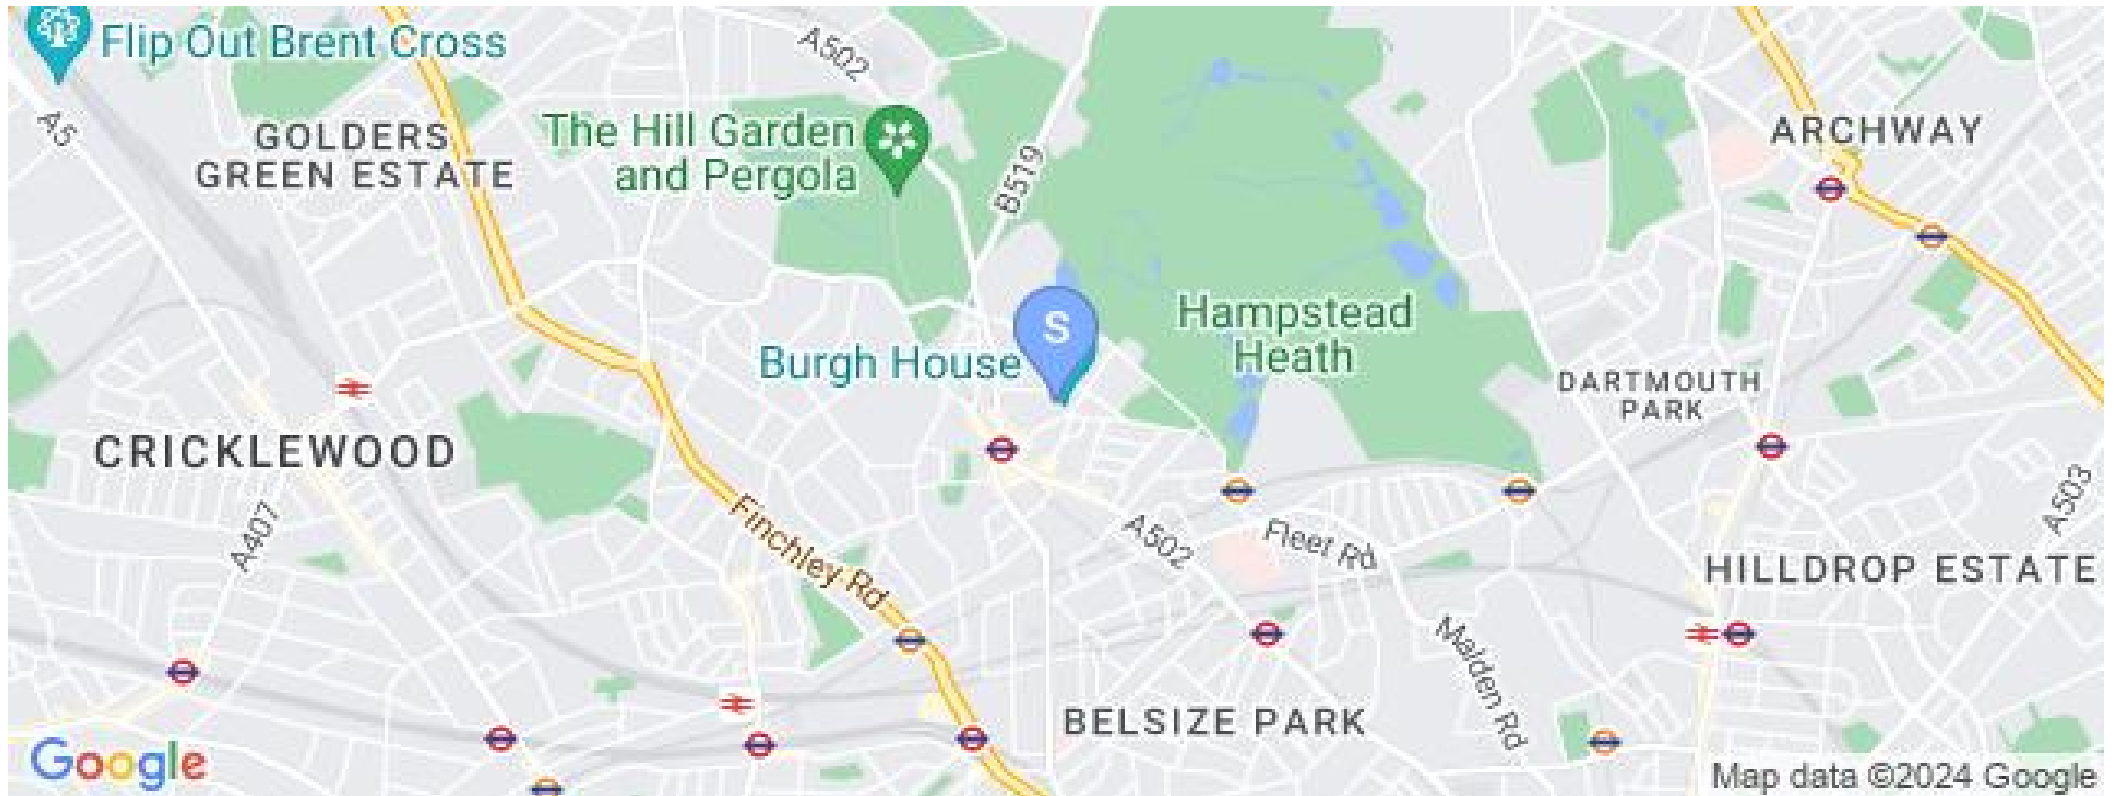 Flip Out Brent Cross
A502
A5
GOLDERS
GREEN ESTATE
The Hill Garden
and Pergola
B519
ARCHWAY
S
Burgh House
Hampstead
Heath
DARTMOUTH
PARK
CRICKLEWOOD
A407
Finchley Rd
A502
Fleet Rd
A503
HILLDROP ESTATE
Malden Rd
BELSIZE PARK
Google
Map data ©2024 Google